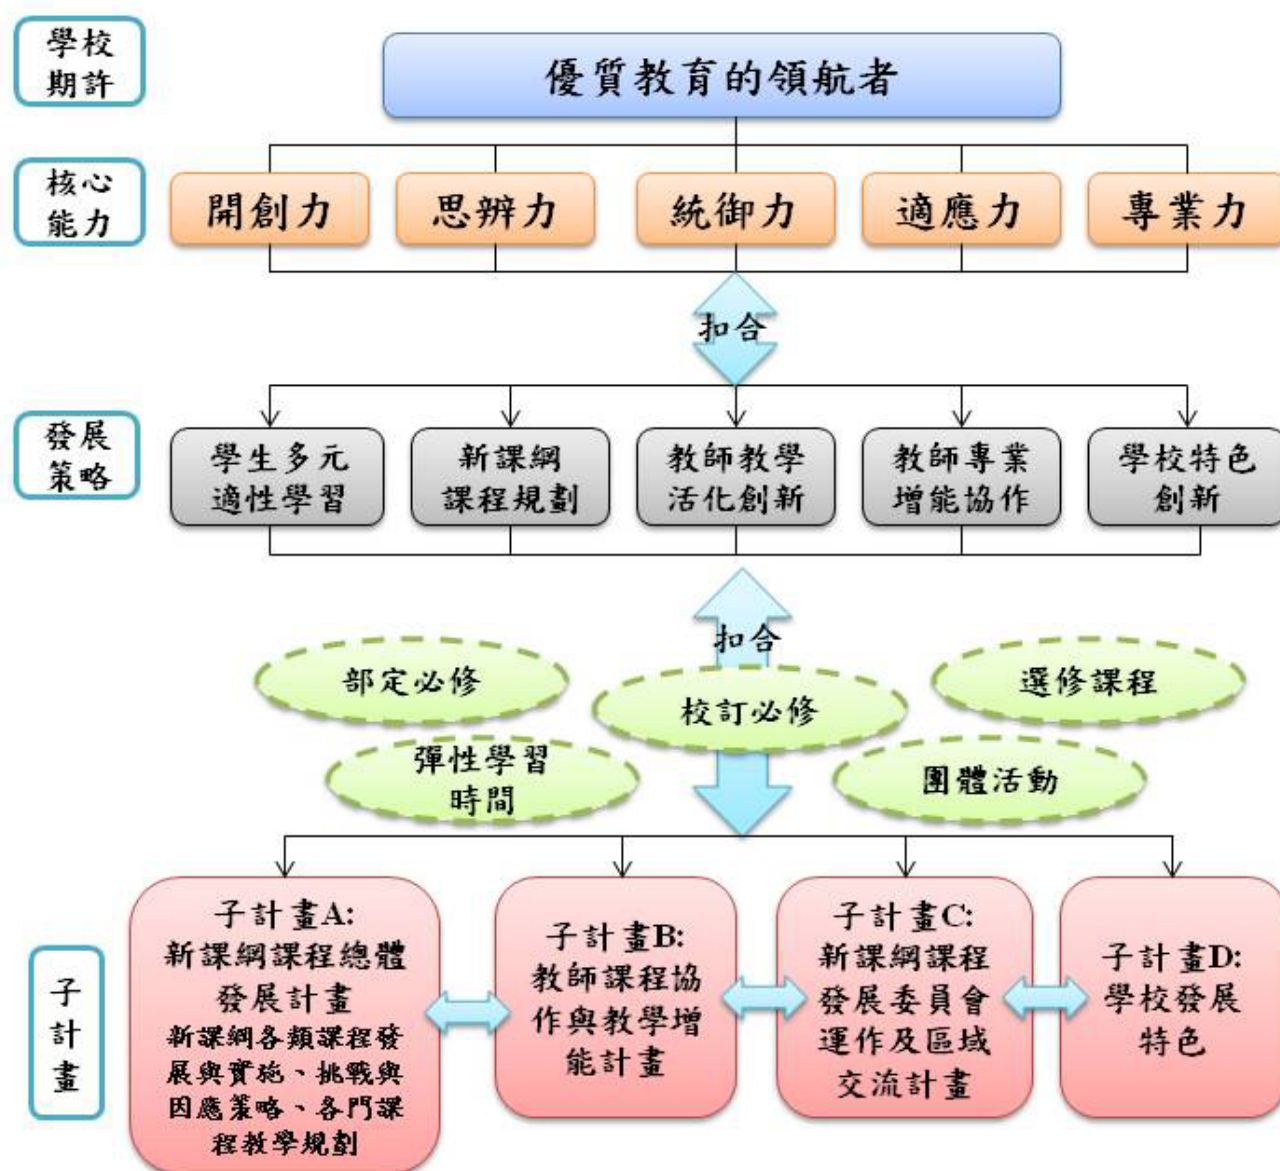 學校
期許
優質教育的領航者
核心
能力
開創力
思辨力
統御力
適應力
專業力
扣合
發展
策略
學生多元
適性學習
新課綱
課程規劃
教師教學
活化創新
教師專業
增能協作
學校特色
創新
扣合
部定必修
校訂必修
選修課程
彈性學習
時間
團體活動
子
計
畫
子計畫A:
新課綱課程總體
發展計畫
新課綱各類課程發
展與實施、挑戰與
因應策略、各門課
程教學規劃
子計畫B:
教師課程協
作與教學增
能計畫
子計畫C:
新課綱課程
發展委員會
運作及區域
交流計畫
子計畫D:
學校發展
特色